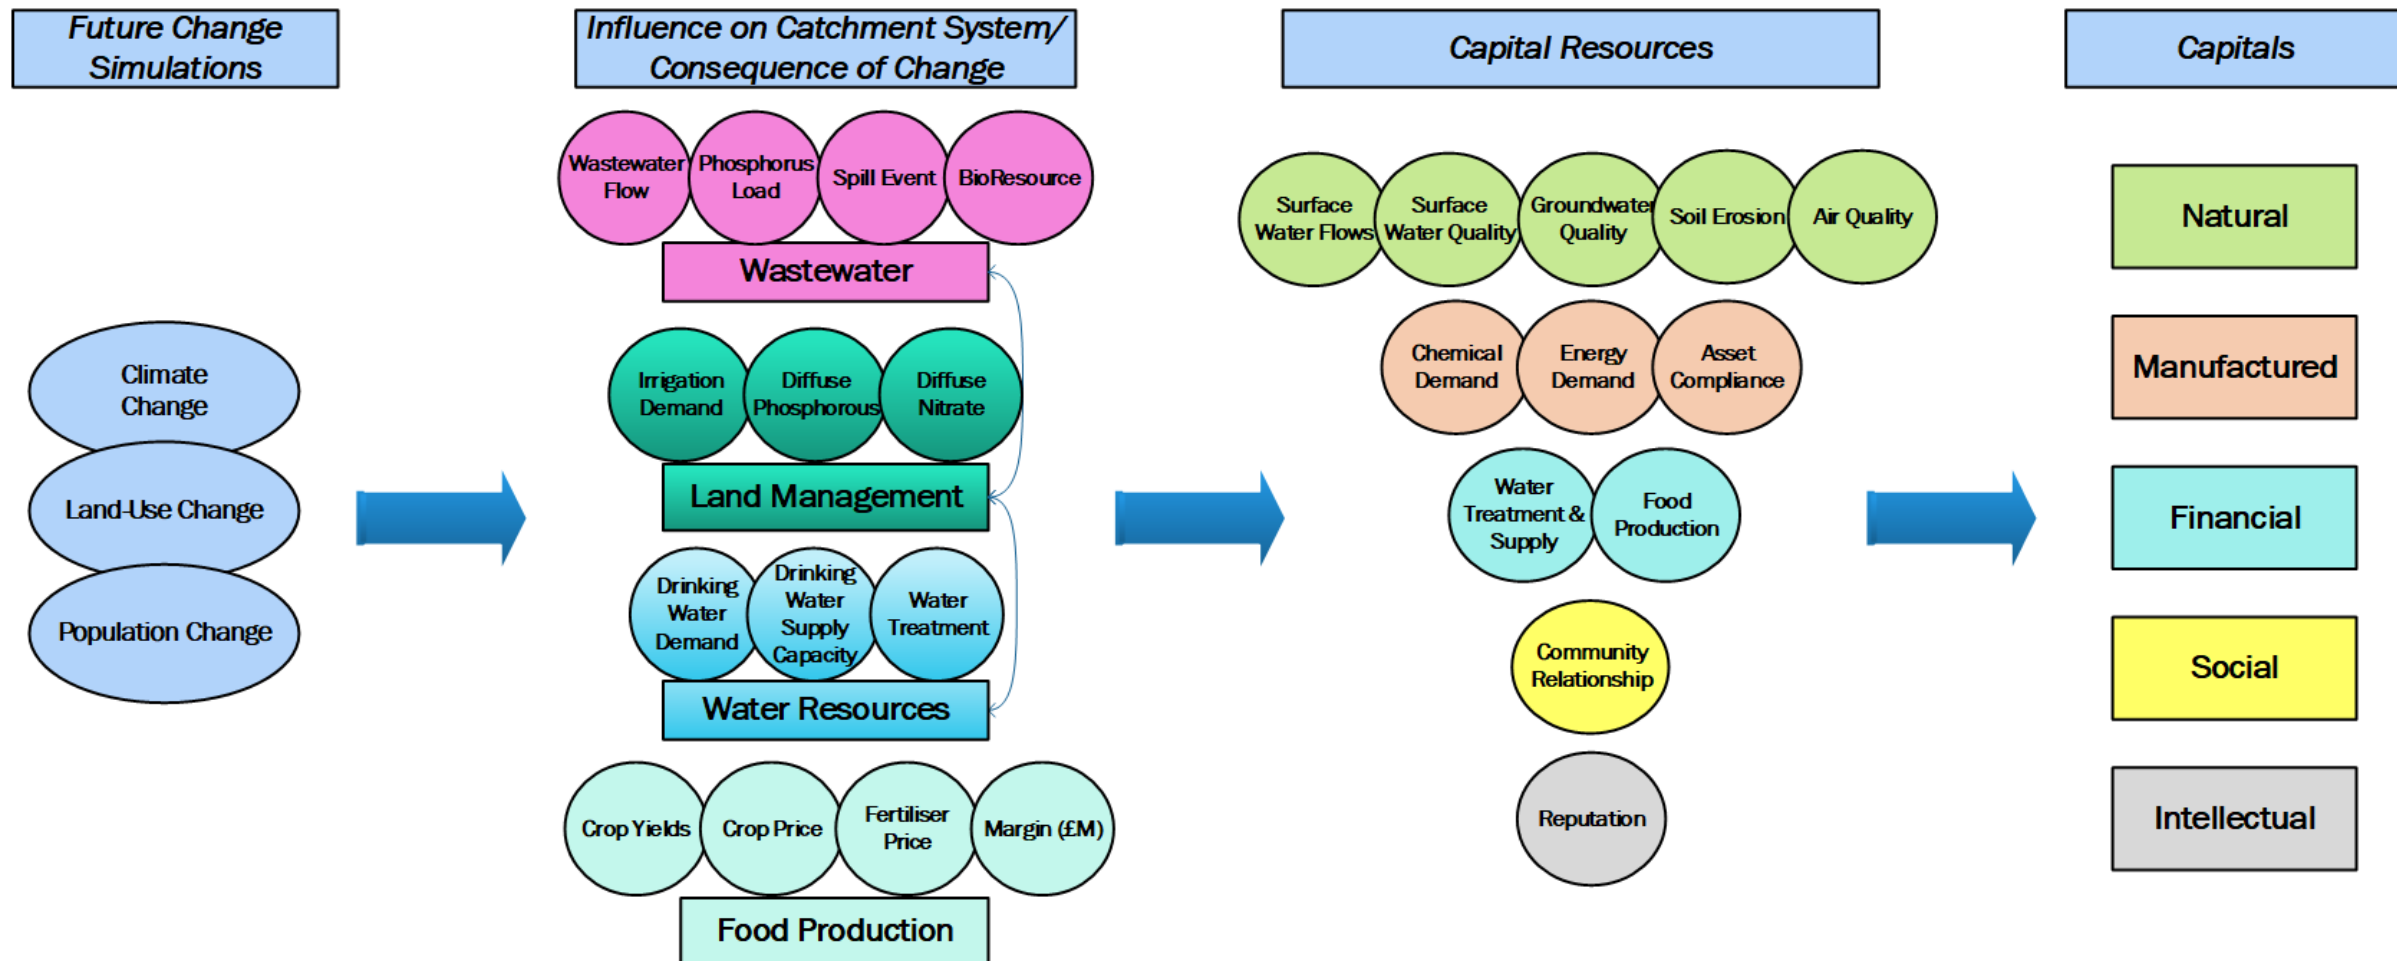 Future Change
Simulations
Influence on Catchment System/
Consequence of Change
Capital Resources
Capitals
Climate
Change
Land-Use Change
Population Change
Wastewater
Flow
Phosphorus
Load
Spill Event
BioResource
Wastewater
Irrigation
Demand
Diffuse
Phosphorous
Diffuse
Nitrate
Land Management
Drinking
Water
Demand
Drinking
Water
Supply
Capacity
Water
Treatment
Water Resources
Crop Yields
Crop Price
Fertiliser
Price
Margin (£M)
Food Production
Surface
Water Flows
Surface
Water Quality
Groundwater
Quality
Soil Erosion
Air Quality
Chemical
Demand
Energy
Demand
Asset
Compliance
Water
Treatment &
Supply
Food
Production
Community
Relationship
Reputation
Natural
Manufactured
Financial
Social
Intellectual